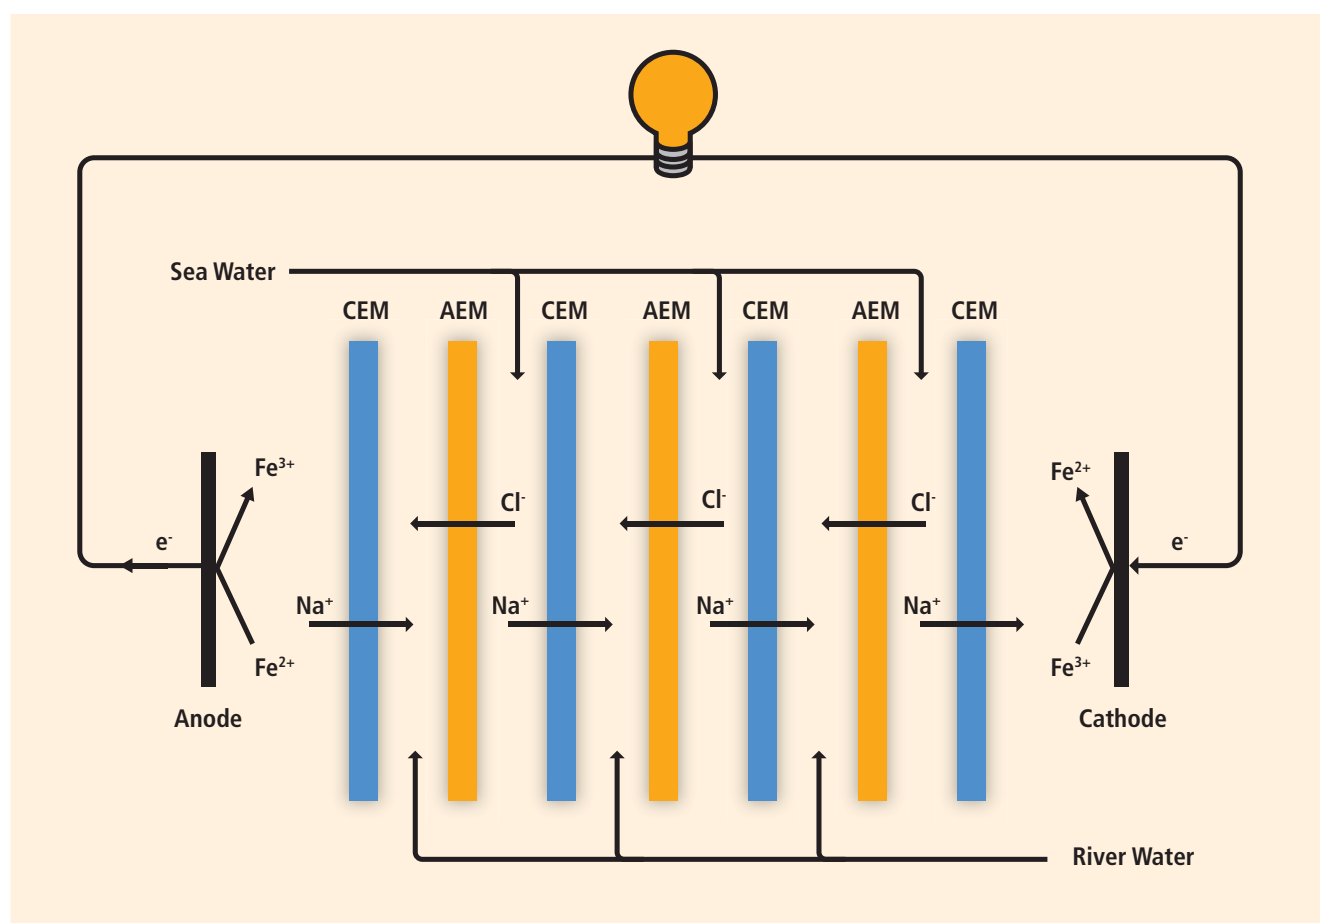 Sea Water
CEM AEM CEM AEM CEM AEM CEM
Fe³⁺ Fe²⁺
Cl⁻ Cl⁻ Cl⁻
e⁻ e⁻
Na⁺ Na⁺ Na⁺ Na⁺
Fe²⁺ Fe³⁺
Anode Cathode
River Water